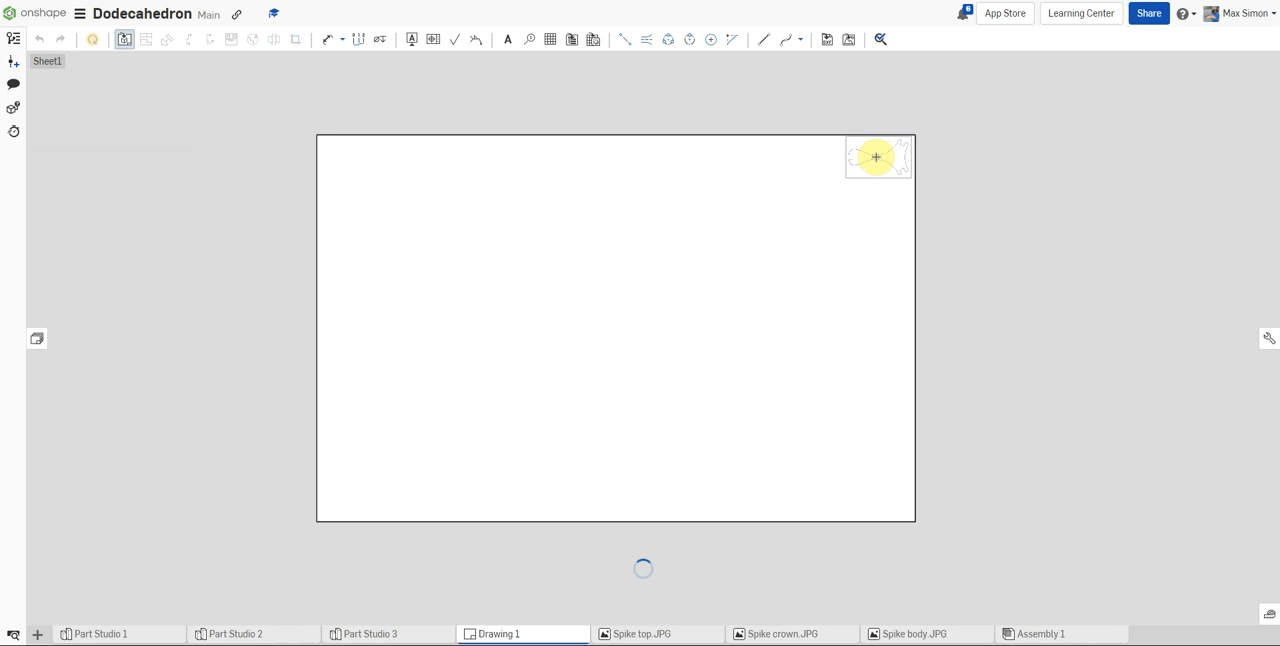 onshape Dodecahedron Main 6 App Store Learning Center Share Max Simon
Sheet1
Part Studio 1 Part Studio 2 Part Studio 3 Drawing 1 Spike top.JPG Spike crown.JPG Spike body.JPG Assembly 1